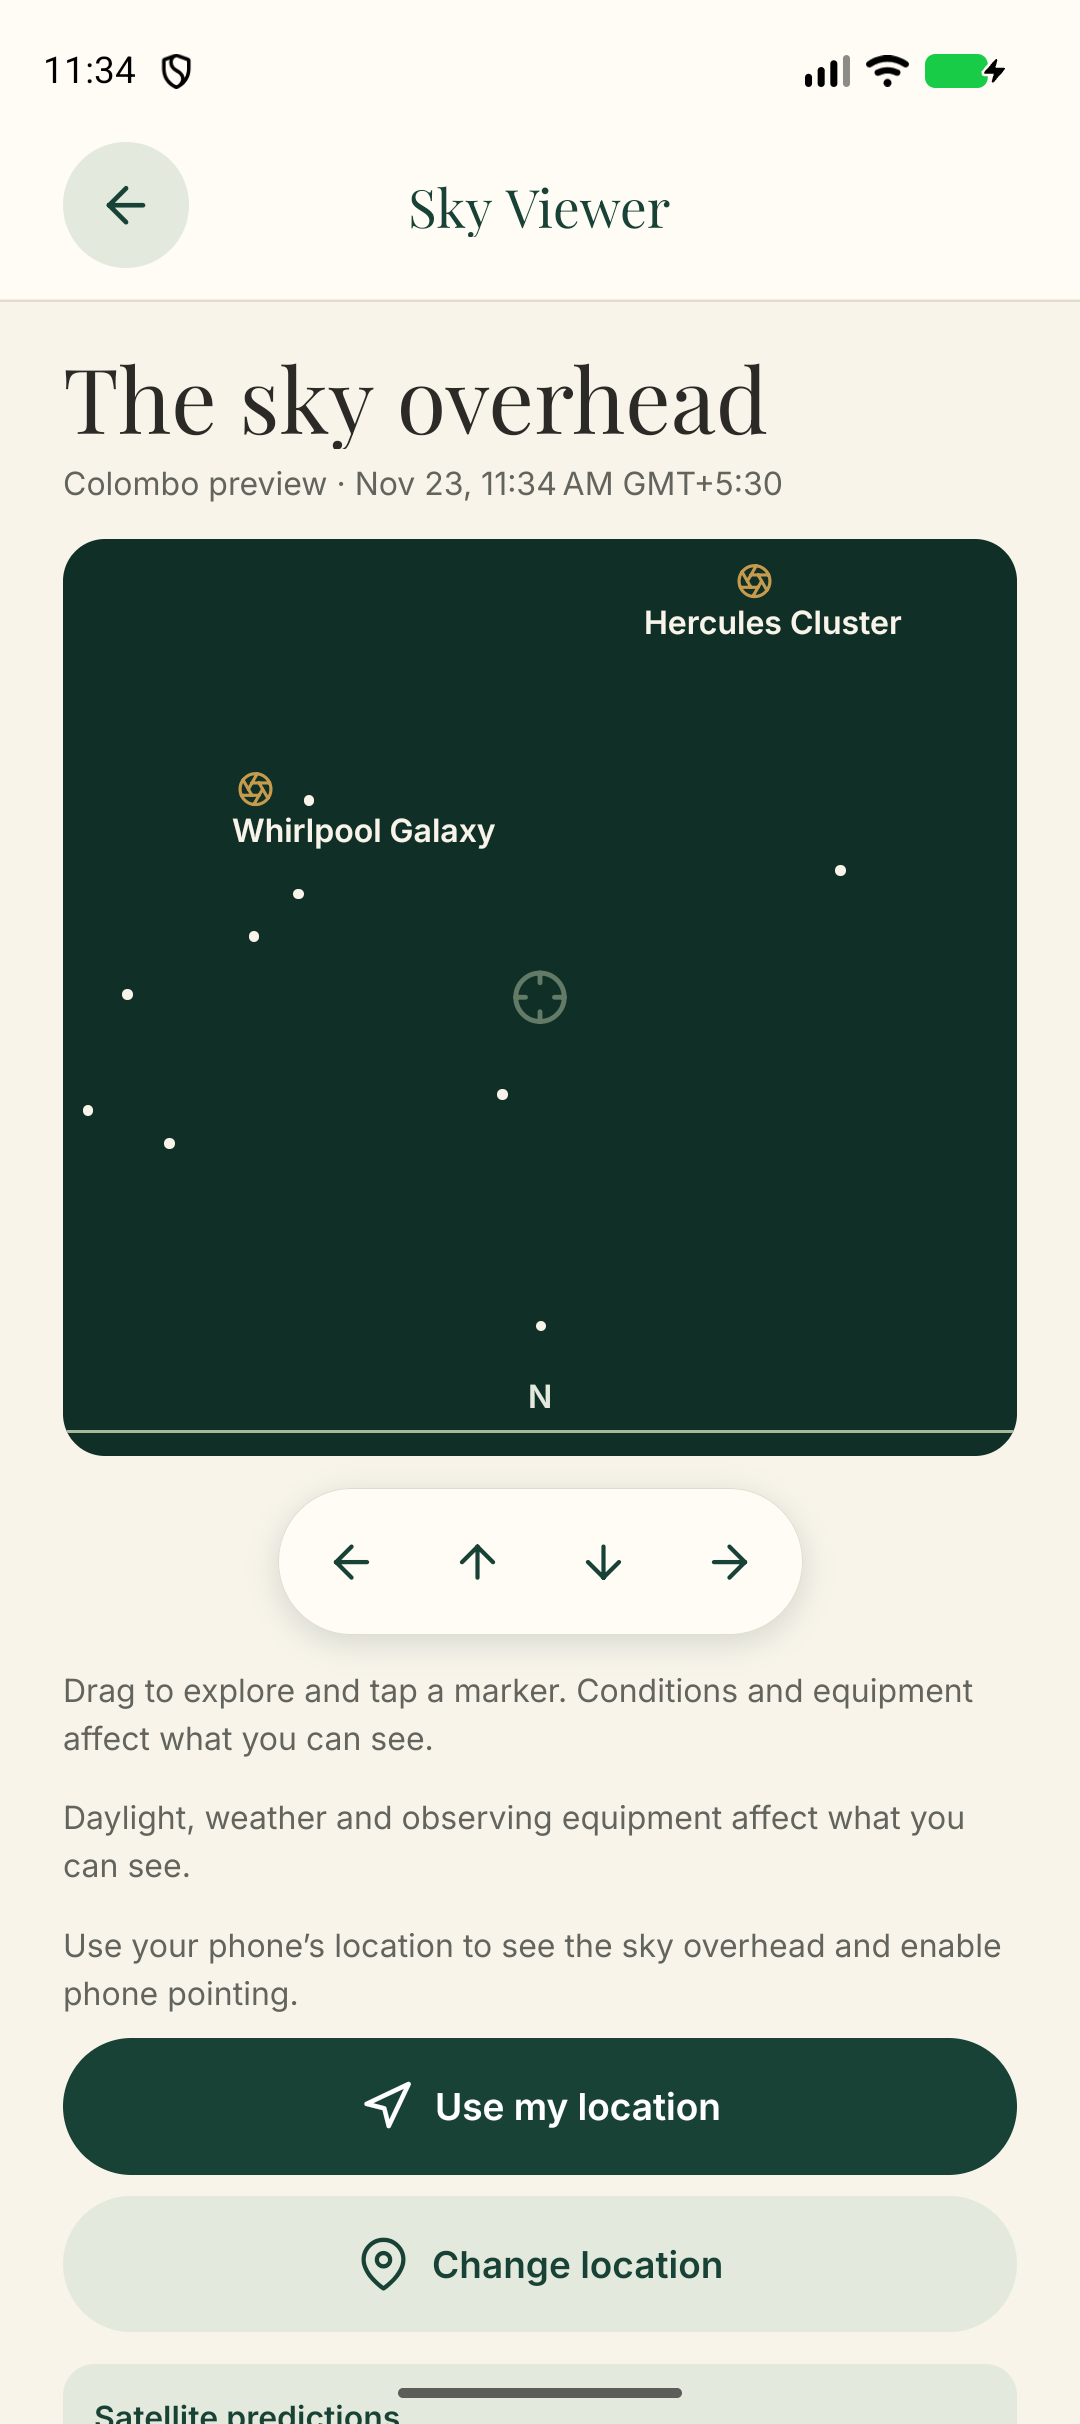 11:34
Sky Viewer
The sky overhead
Colombo preview · Nov 23, 11:34 AM GMT+5:30
Hercules Cluster
Whirlpool Galaxy
N
Drag to explore and tap a marker. Conditions and equipment
affect what you can see.
Daylight, weather and observing equipment affect what you
can see.
Use your phone’s location to see the sky overhead and enable
phone pointing.
Use my location
Change location
Satellite predictions